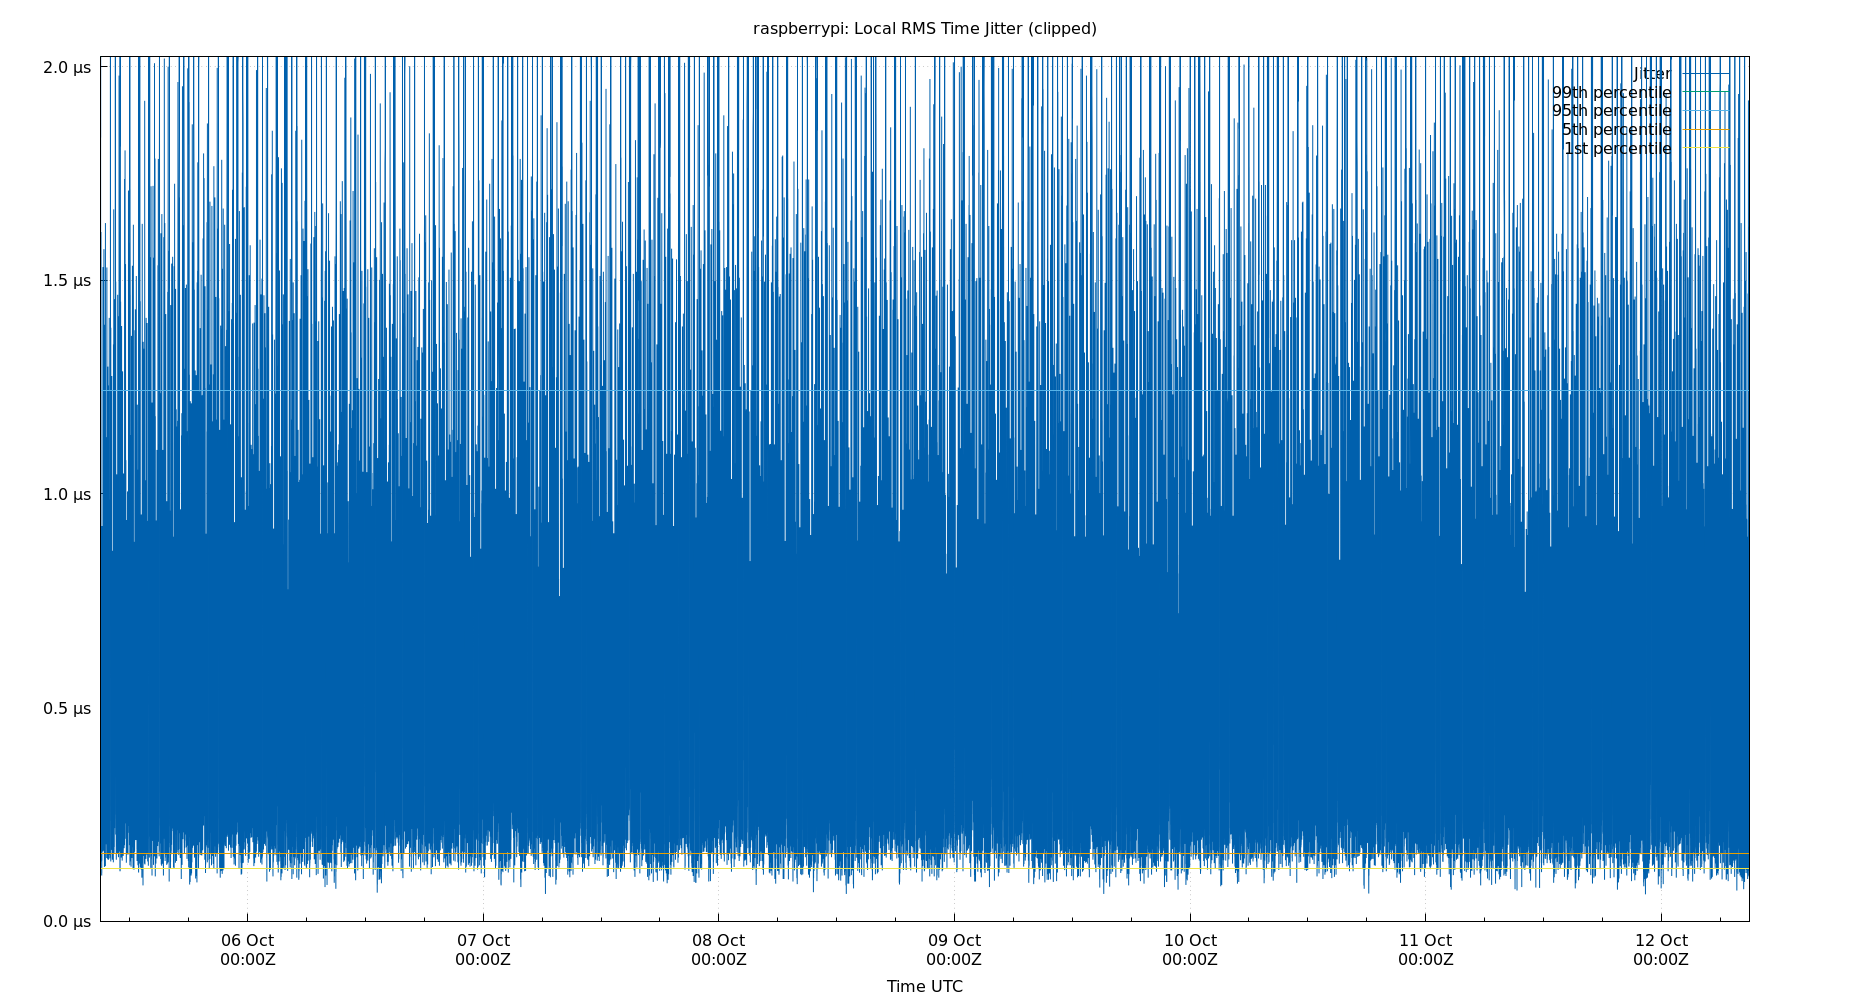 raspberrypi: Local RMS Time Jitter (clipped)
2.0 µs
1.5 µs
1.0 µs
0.5 µs
0.0 µs
Jitter
99th percentile
95th percentile
5th percentile
1st percentile
06 Oct 07 Oct 08 Oct 09 Oct 10 Oct 11 Oct 12 Oct
00:00Z 00:00Z 00:00Z 00:00Z 00:00Z 00:00Z 00:00Z
Time UTC